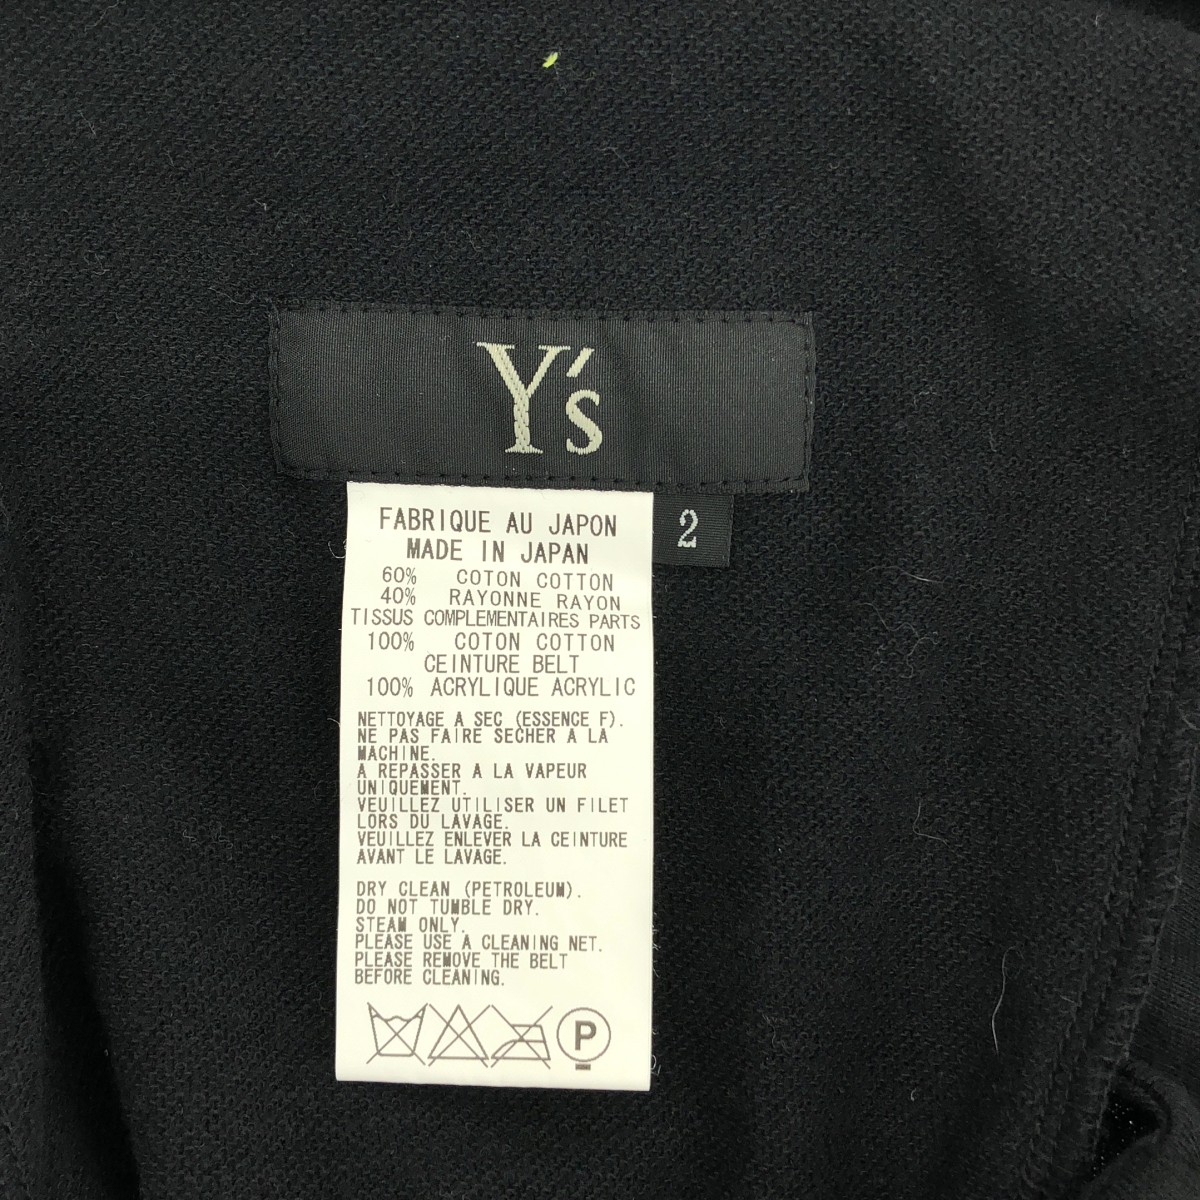 Y's
2
FABRIQUE AU JAPON
MADE IN JAPAN
60% COTON COTTON
40% RAYONNE RAYON
TISSUS COMPLEMENTAIRES PARTS
100% COTON COTTON
CEINTURE BELT
100% ACRYLIQUE ACRYLIC
NETTOYAGE A SEC (ESSENCE F).
NE PAS FAIRE SECHER A LA
MACHINE.
A REPASSER A LA VAPEUR
UNIQUEMENT.
VEUILLEZ UTILISER UN FILET
LORS DU LAVAGE.
VEUILLEZ ENLEVER LA CEINTURE
AVANT LE LAVAGE.
DRY CLEAN (PETROLEUM).
DO NOT TUMBLE DRY.
STEAM ONLY.
PLEASE USE A CLEANING NET.
PLEASE REMOVE THE BELT
BEFORE CLEANING.
P